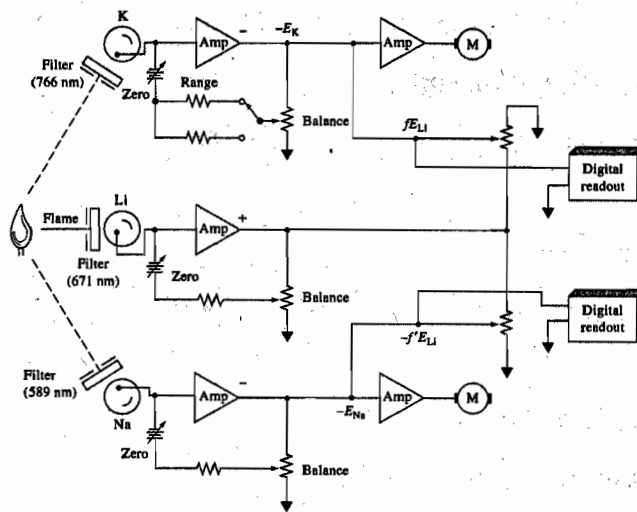 K
Filter
(766 nm)
Amp
−
−E_K
Amp
M
Zero
Range
Balance
fE_Li
Digital
readout
Li
Flame
Filter
(671 nm)
Amp
+
Zero
Balance
Digital
readout
−f′E_Li
Filter
(589 nm)
Na
Amp
−
−E_Na
Amp
M
Zero
Balance